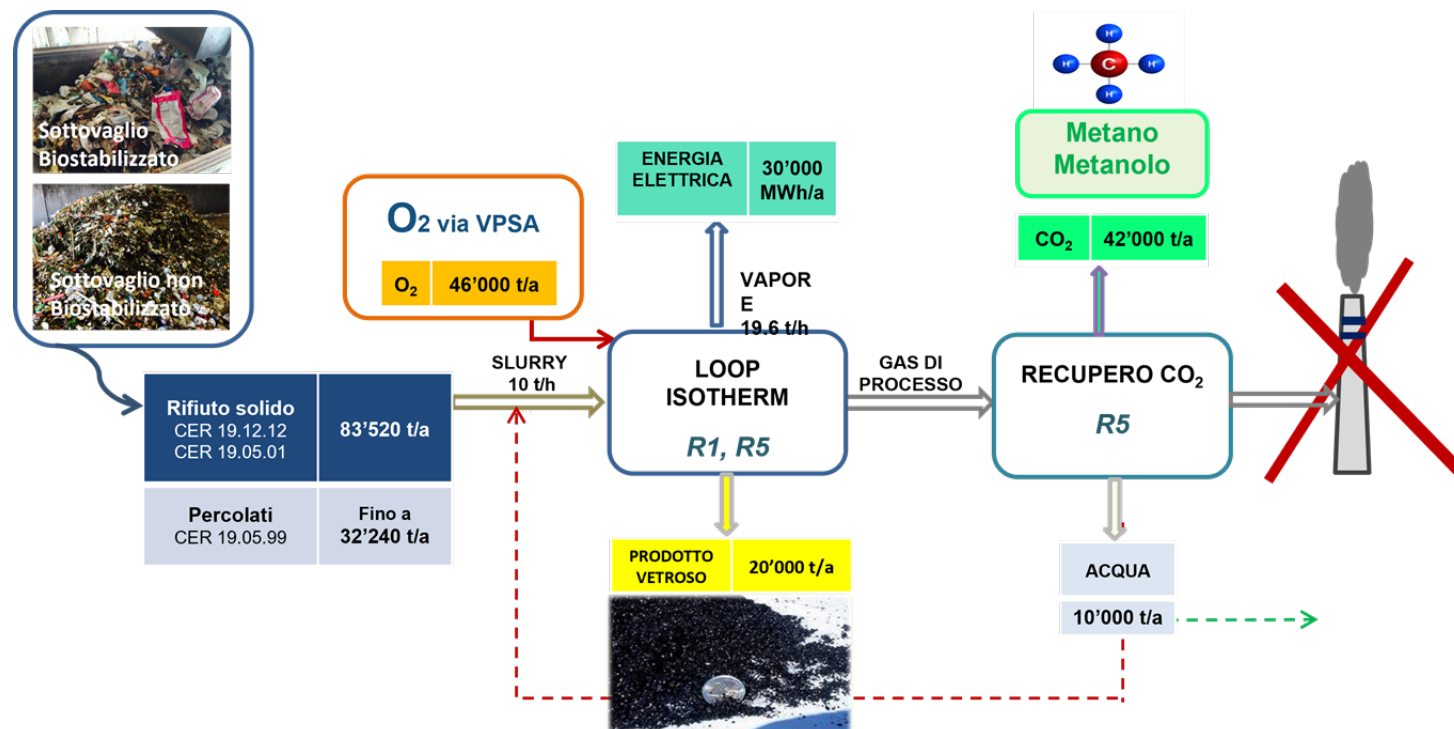 Sottovaglio
Biostabilizzato
Sottovaglio non
Biostabilizzato
O2 via VPSA
O2 46’000 t/a
ENERGIA
ELETTRICA
30’000
MWh/a
H
H
C
H
H
Metano
Metanolo
CO2 42’000 t/a
VAPOR
E
19.6 t/h
SLURRY
10 t/h
LOOP
ISOTHERM
R1, R5
GAS DI
PROCESSO
RECUPERO CO2
R5
Rifiuto solido
CER 19.12.12
CER 19.05.01
83’520 t/a
Percolati
CER 19.05.99
Fino a
32’240 t/a
PRODOTTO
VETROSO
20’000 t/a
ACQUA
10’000 t/a